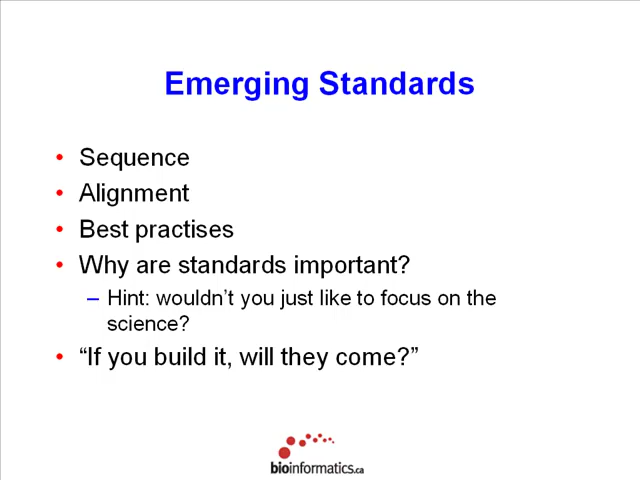 Emerging Standards
• Sequence
• Alignment
• Best practises
• Why are standards important?
– Hint: wouldn't you just like to focus on the
science?
• “If you build it, will they come?”
bioinformatics.ca